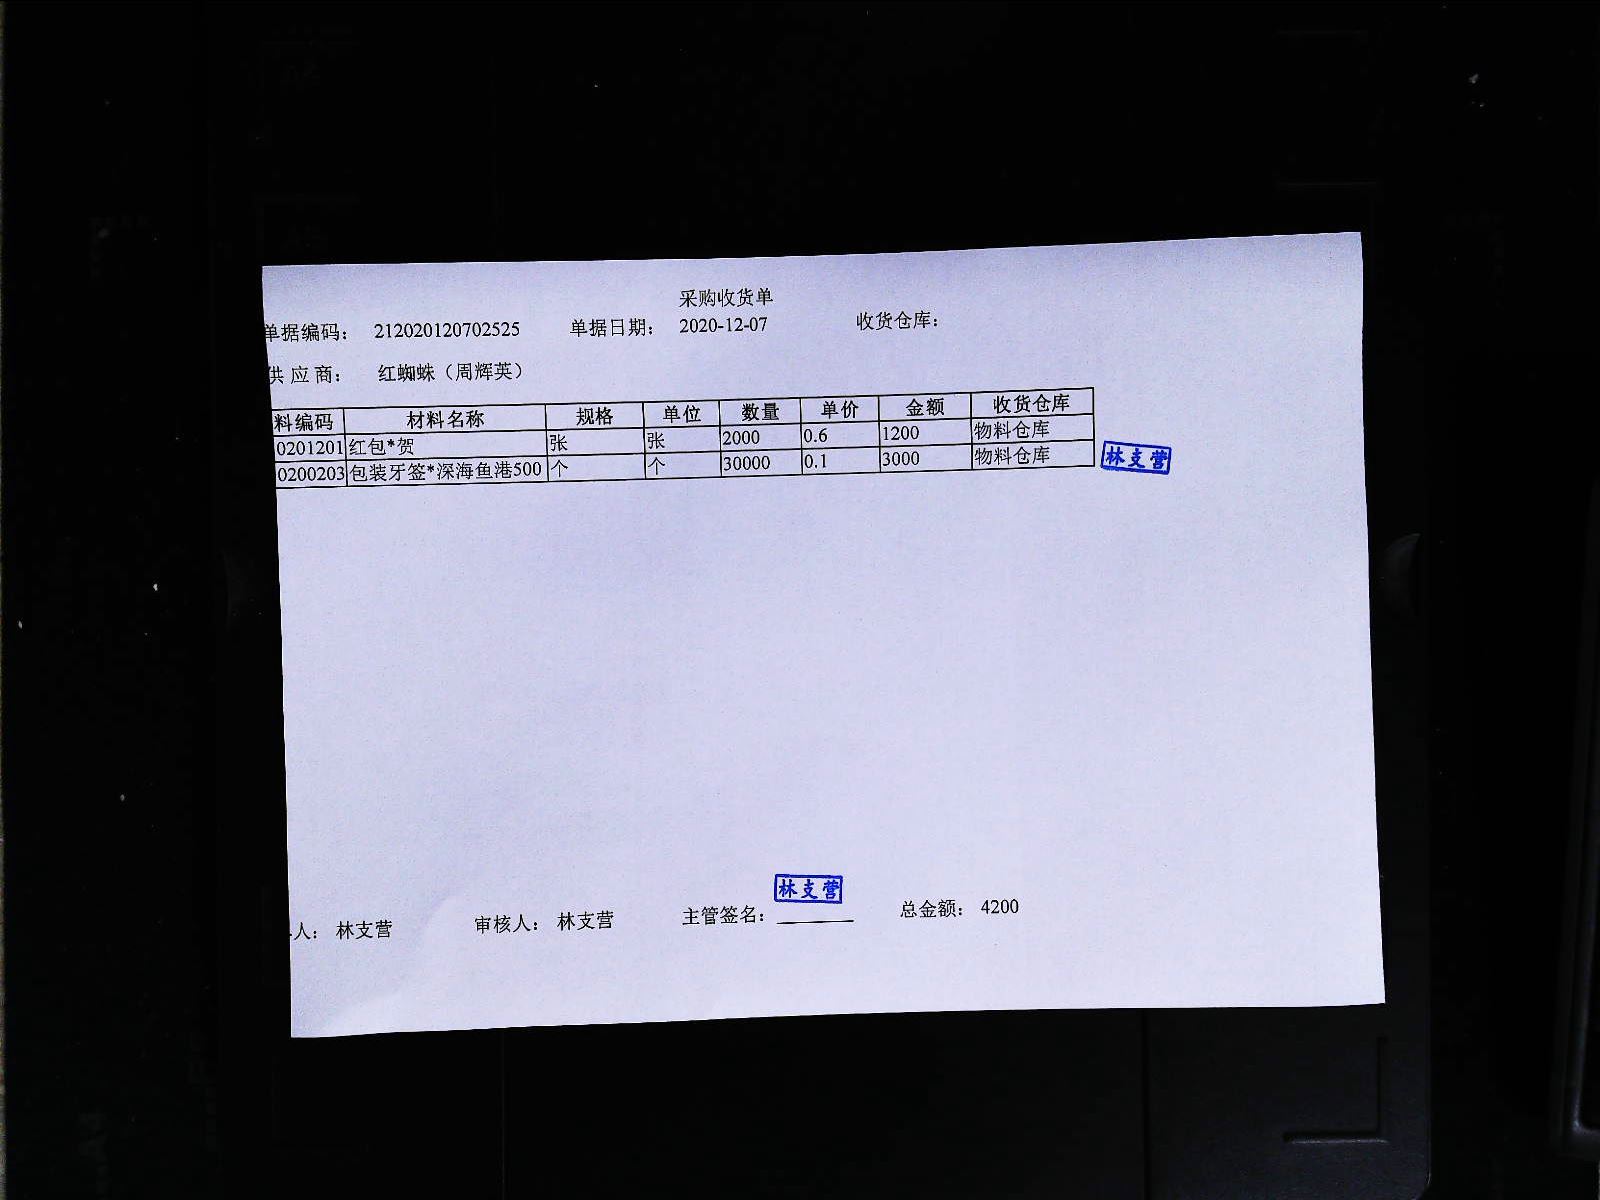 采购收货单
单据编码： 212020120702525 单据日期： 2020-12-07 收货仓库：
供应商： 红蜘蛛（周辉英）
料编码 材料名称 规格 单位 数量 单价 金额 收货仓库
0201201 红包*贺 张 张 2000 0.6 1200 物料仓库
0200203 包装牙签*深海鱼港500 个 个 30000 0.1 3000 物料仓库
林支营
林支营
人： 林支营 审核人： 林支营 主管签名： 总金额： 4200